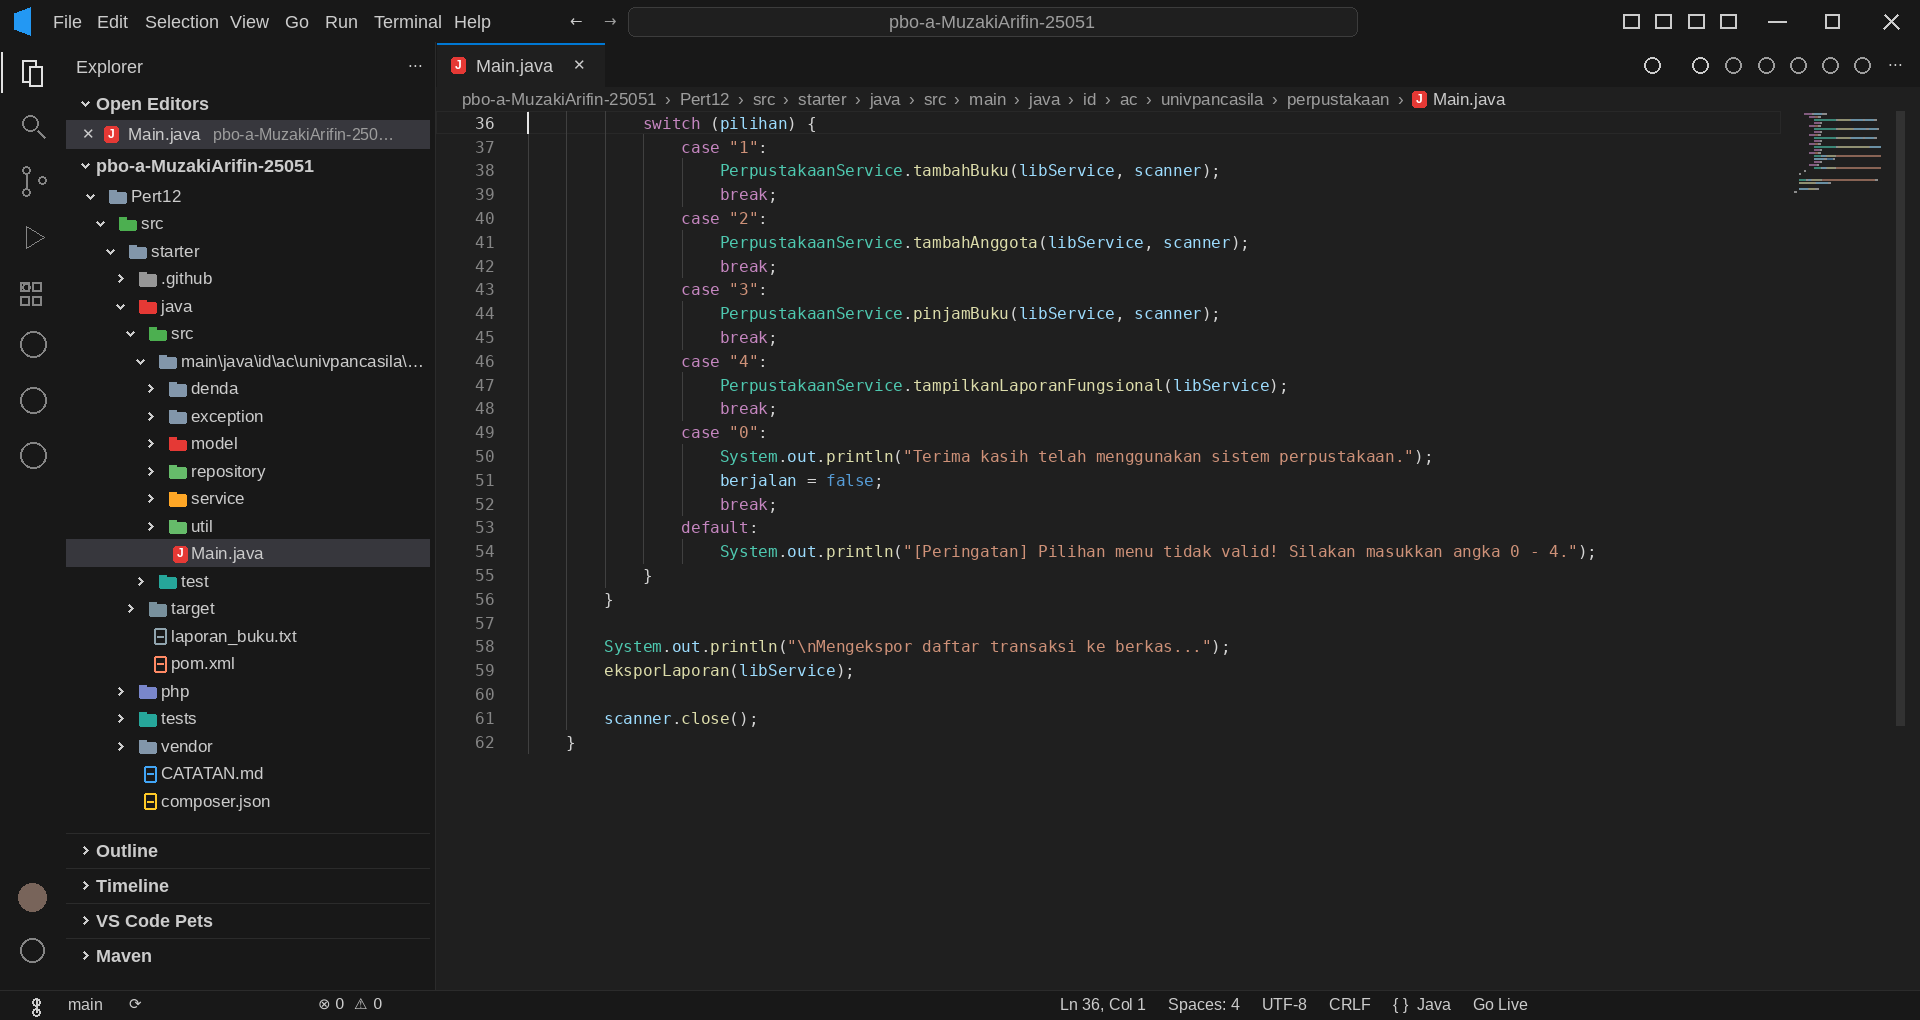 File Edit Selection View Go Run Terminal Help ← → pbo-a-MuzakiArifin-25051
Explorer ···
Open Editors
× J Main.java pbo-a-MuzakiArifin-250...
pbo-a-MuzakiArifin-25051
Pert12
src
starter
.github
java
src
main\java\id\ac\univpancasila\...
denda
exception
model
repository
service
util
J Main.java
test
target
laporan_buku.txt
pom.xml
php
tests
vendor
CATATAN.md
composer.json
Outline
Timeline
VS Code Pets
Maven
J Main.java × ···
pbo-a-MuzakiArifin-25051 › Pert12 › src › starter › java › src › main › java › id › ac › univpancasila › perpustakaan › J Main.java
36 switch (pilihan) {
37 case "1":
38 PerpustakaanService.tambahBuku(libService, scanner);
39 break;
40 case "2":
41 PerpustakaanService.tambahAnggota(libService, scanner);
42 break;
43 case "3":
44 PerpustakaanService.pinjamBuku(libService, scanner);
45 break;
46 case "4":
47 PerpustakaanService.tampilkanLaporanFungsional(libService);
48 break;
49 case "0":
50 System.out.println("Terima kasih telah menggunakan sistem perpustakaan.");
51 berjalan = false;
52 break;
53 default:
54 System.out.println("[Peringatan] Pilihan menu tidak valid! Silakan masukkan angka 0 - 4.");
55 }
56 }
57
58 System.out.println("\nMengekspor daftar transaksi ke berkas...");
59 eksporLaporan(libService);
60
61 scanner.close();
62 }
main ⟳ ⊗ 0 ⚠ 0 Ln 36, Col 1 Spaces: 4 UTF-8 CRLF { } Java Go Live